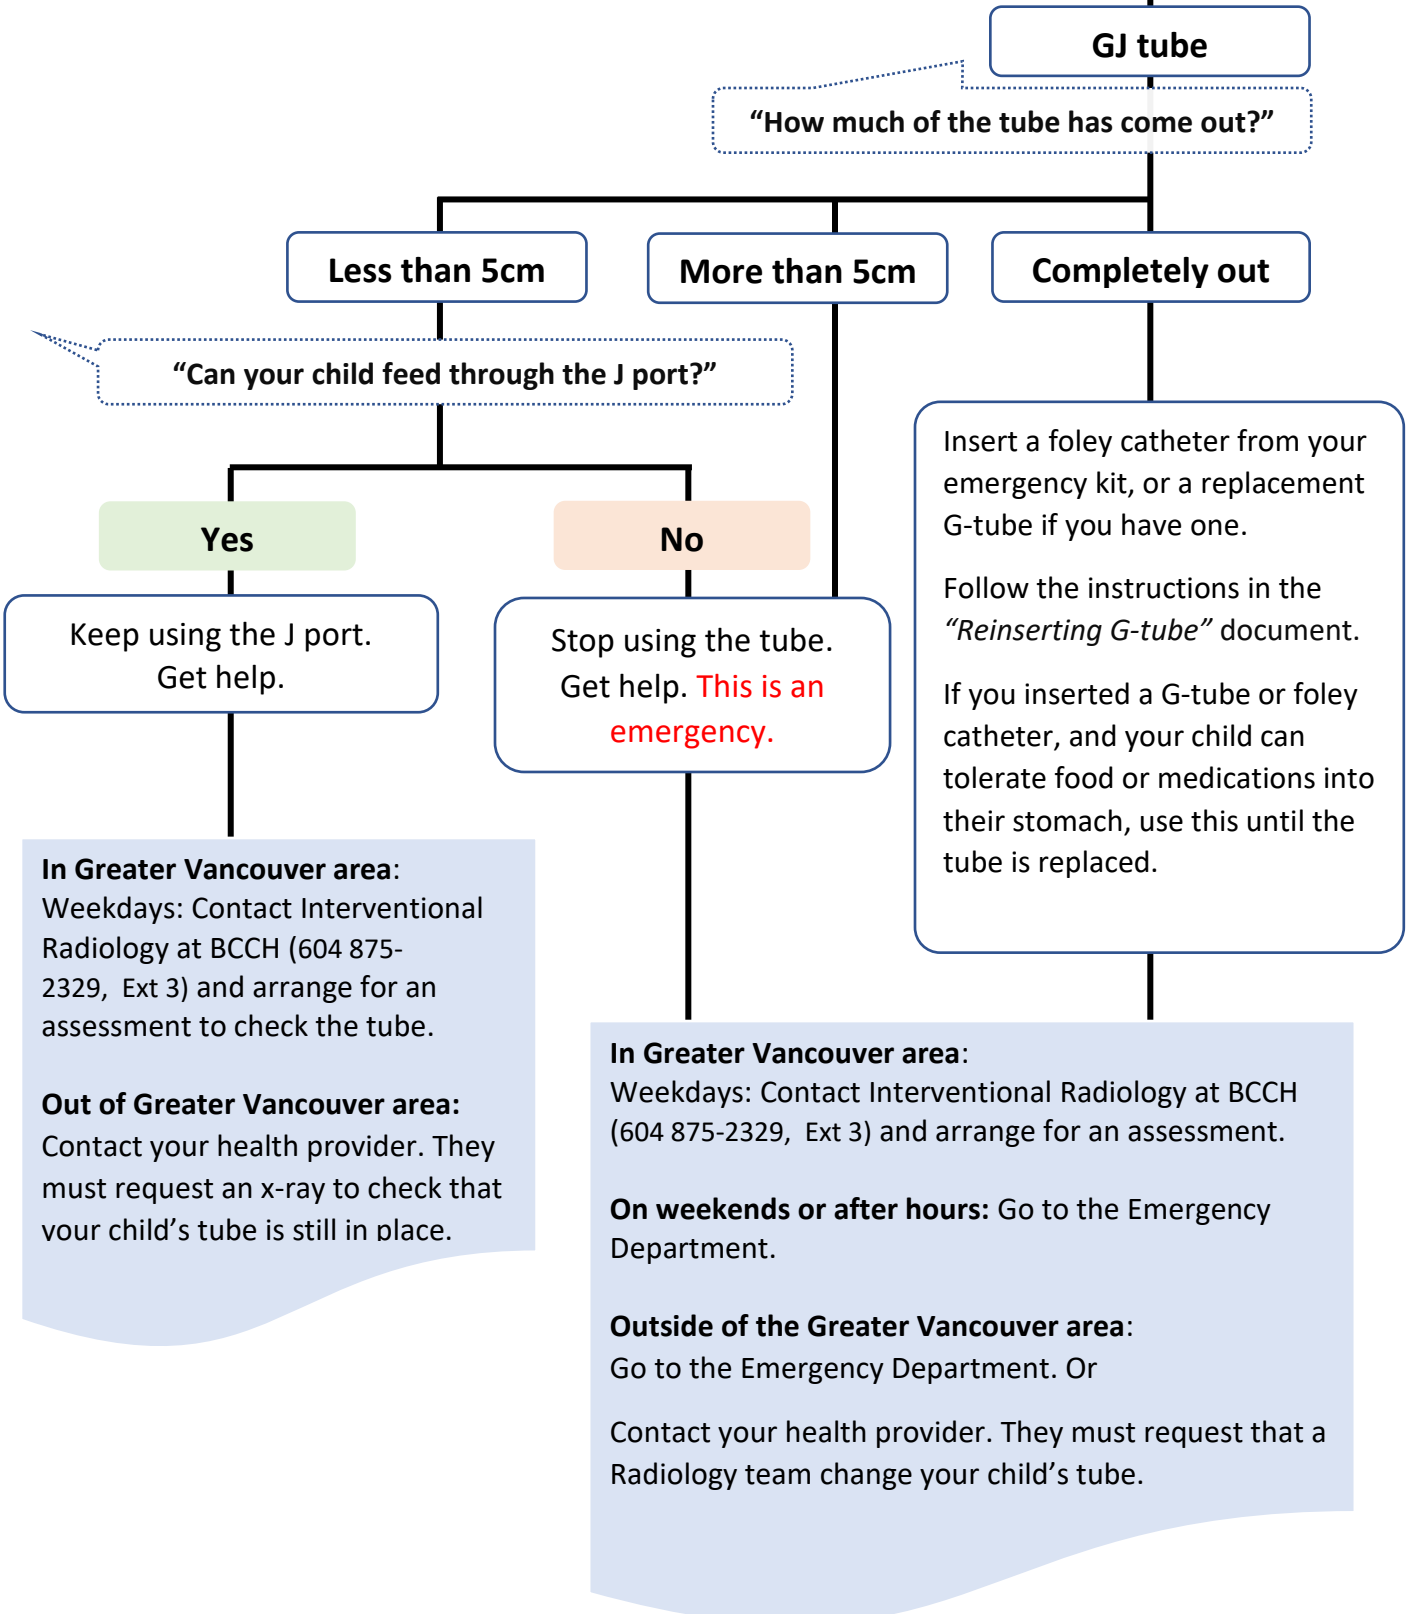 GJ tube
“How much of the tube has come out?”
Less than 5cm
More than 5cm
Completely out
“Can your child feed through the J port?”
Yes
No
Keep using the J port.
Get help.
Stop using the tube.
Get help. This is an
emergency.
Insert a foley catheter from your
emergency kit, or a replacement
G-tube if you have one.
Follow the instructions in the
“Reinserting G-tube” document.
If you inserted a G-tube or foley
catheter, and your child can
tolerate food or medications into
their stomach, use this until the
tube is replaced.
In Greater Vancouver area:
Weekdays: Contact Interventional
Radiology at BCCH (604 875-
2329, Ext 3) and arrange for an
assessment to check the tube.
Out of Greater Vancouver area:
Contact your health provider. They
must request an x-ray to check that
your child’s tube is still in place.
In Greater Vancouver area:
Weekdays: Contact Interventional Radiology at BCCH
(604 875-2329, Ext 3) and arrange for an assessment.
On weekends or after hours: Go to the Emergency
Department.
Outside of the Greater Vancouver area:
Go to the Emergency Department. Or
Contact your health provider. They must request that a
Radiology team change your child’s tube.